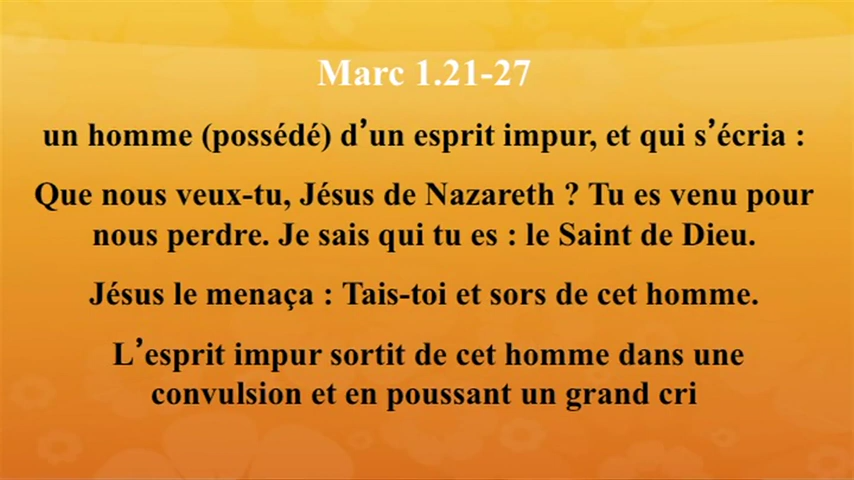 Marc 1.21-27
un homme (possédé) d’un esprit impur, et qui s’écria :
Que nous veux-tu, Jésus de Nazareth ? Tu es venu pour
nous perdre. Je sais qui tu es : le Saint de Dieu.
Jésus le menaça : Tais-toi et sors de cet homme.
L’esprit impur sortit de cet homme dans une
convulsion et en poussant un grand cri